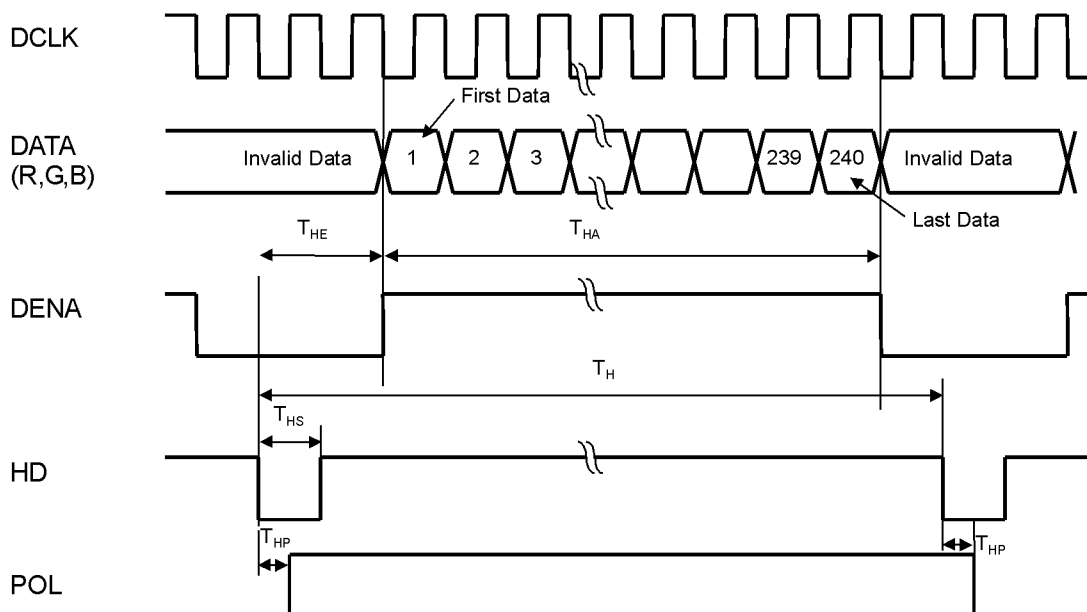 DCLK
First Data
DATA
(R,G,B)
Invalid Data
1
2
3
239
240
Invalid Data
Last Data
THE
THA
DENA
TH
THS
HD
THP
THP
POL